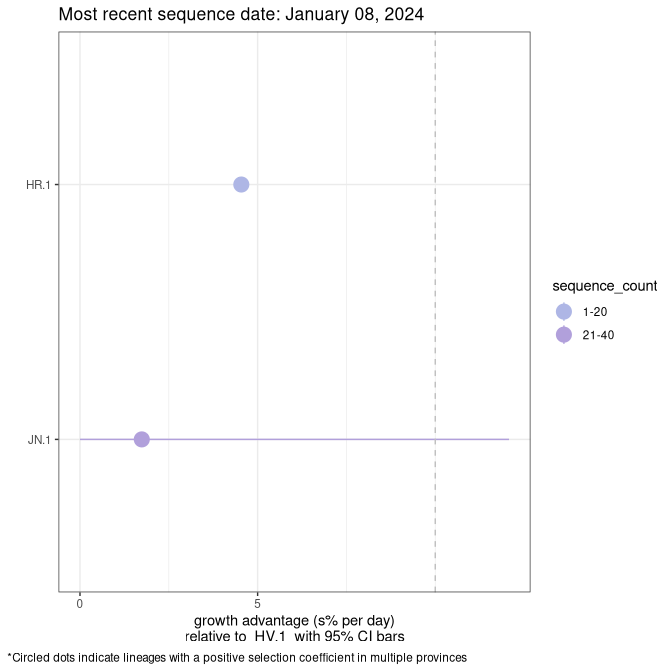 Most recent sequence date: January 08, 2024
HR.1
JN.1
sequence_count
1-20
21-40
0 5
growth advantage (s% per day)
relative to HV.1 with 95% CI bars
*Circled dots indicate lineages with a positive selection coefficient in multiple provinces